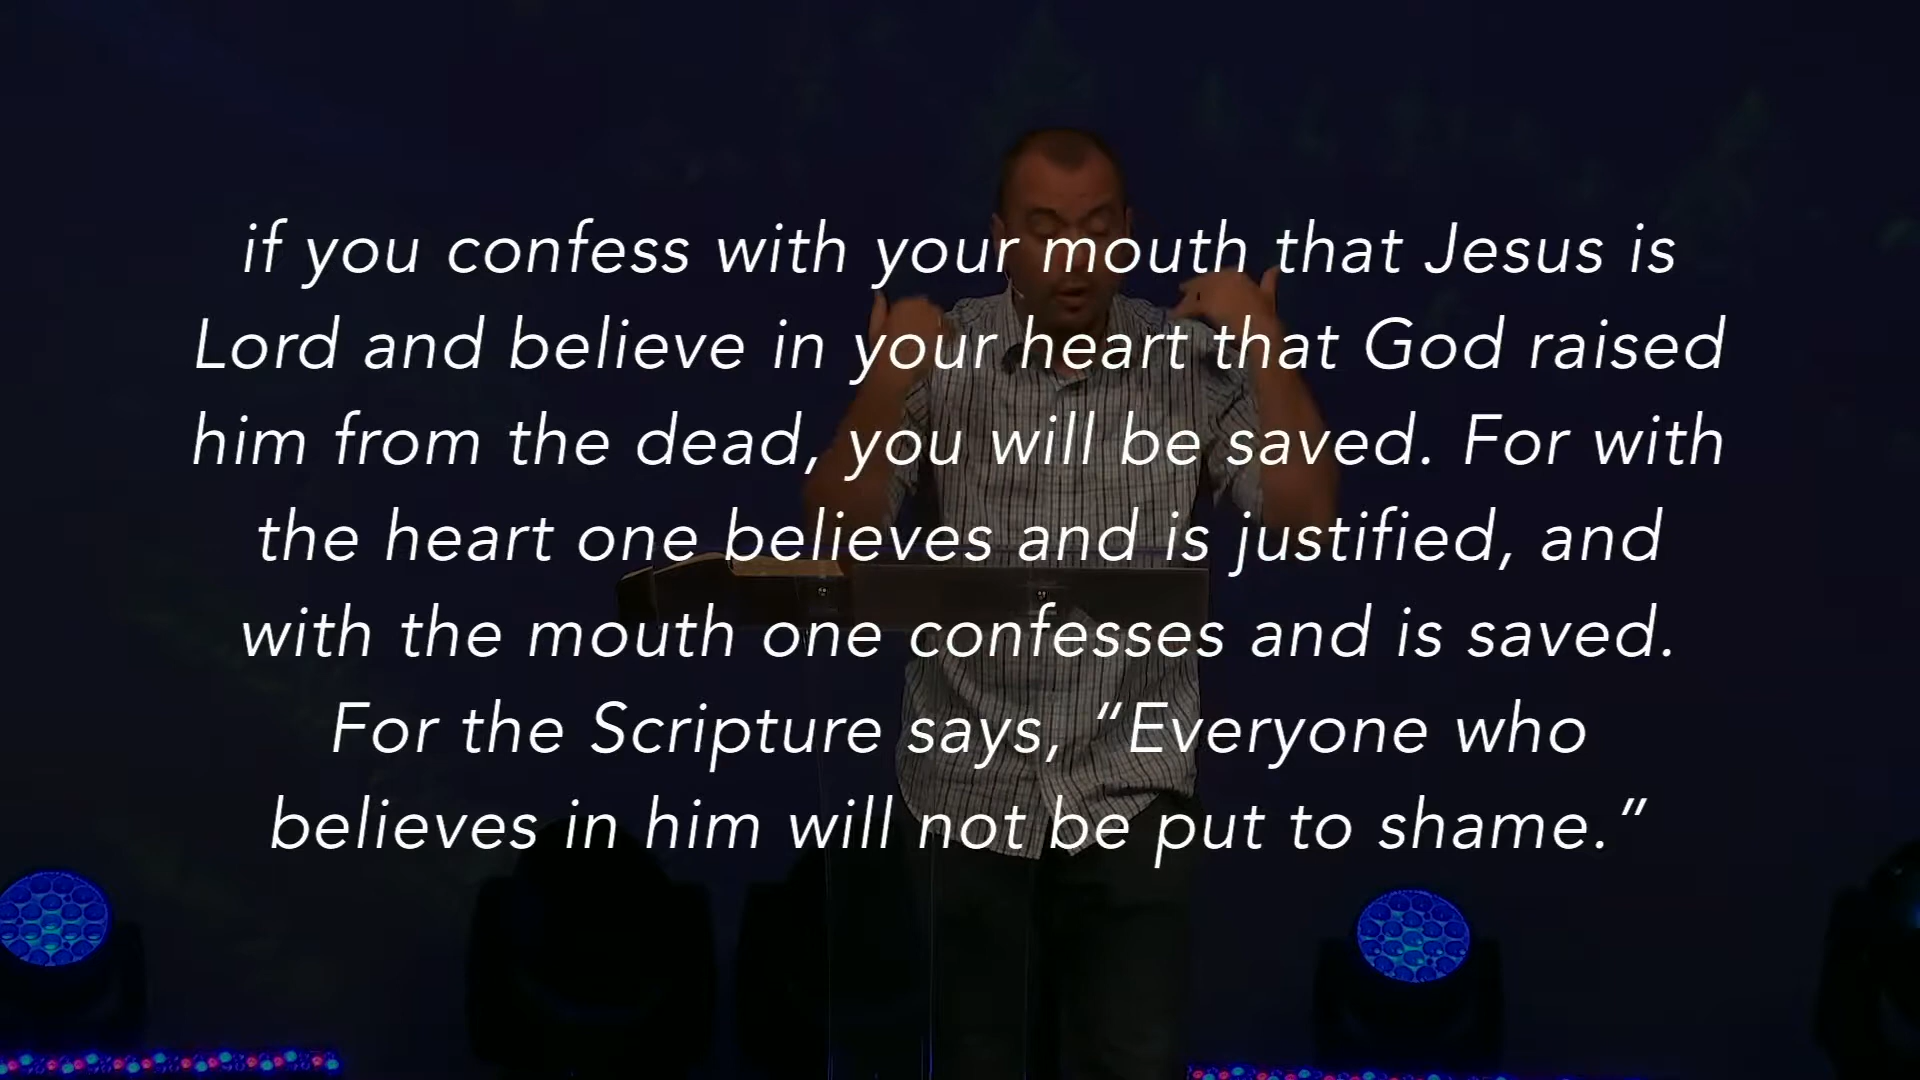 if you confess with your mouth that Jesus is
Lord and believe in your heart that God raised
him from the dead, you will be saved. For with
the heart one believes and is justified, and
with the mouth one confesses and is saved.
For the Scripture says, “Everyone who
believes in him will not be put to shame.”